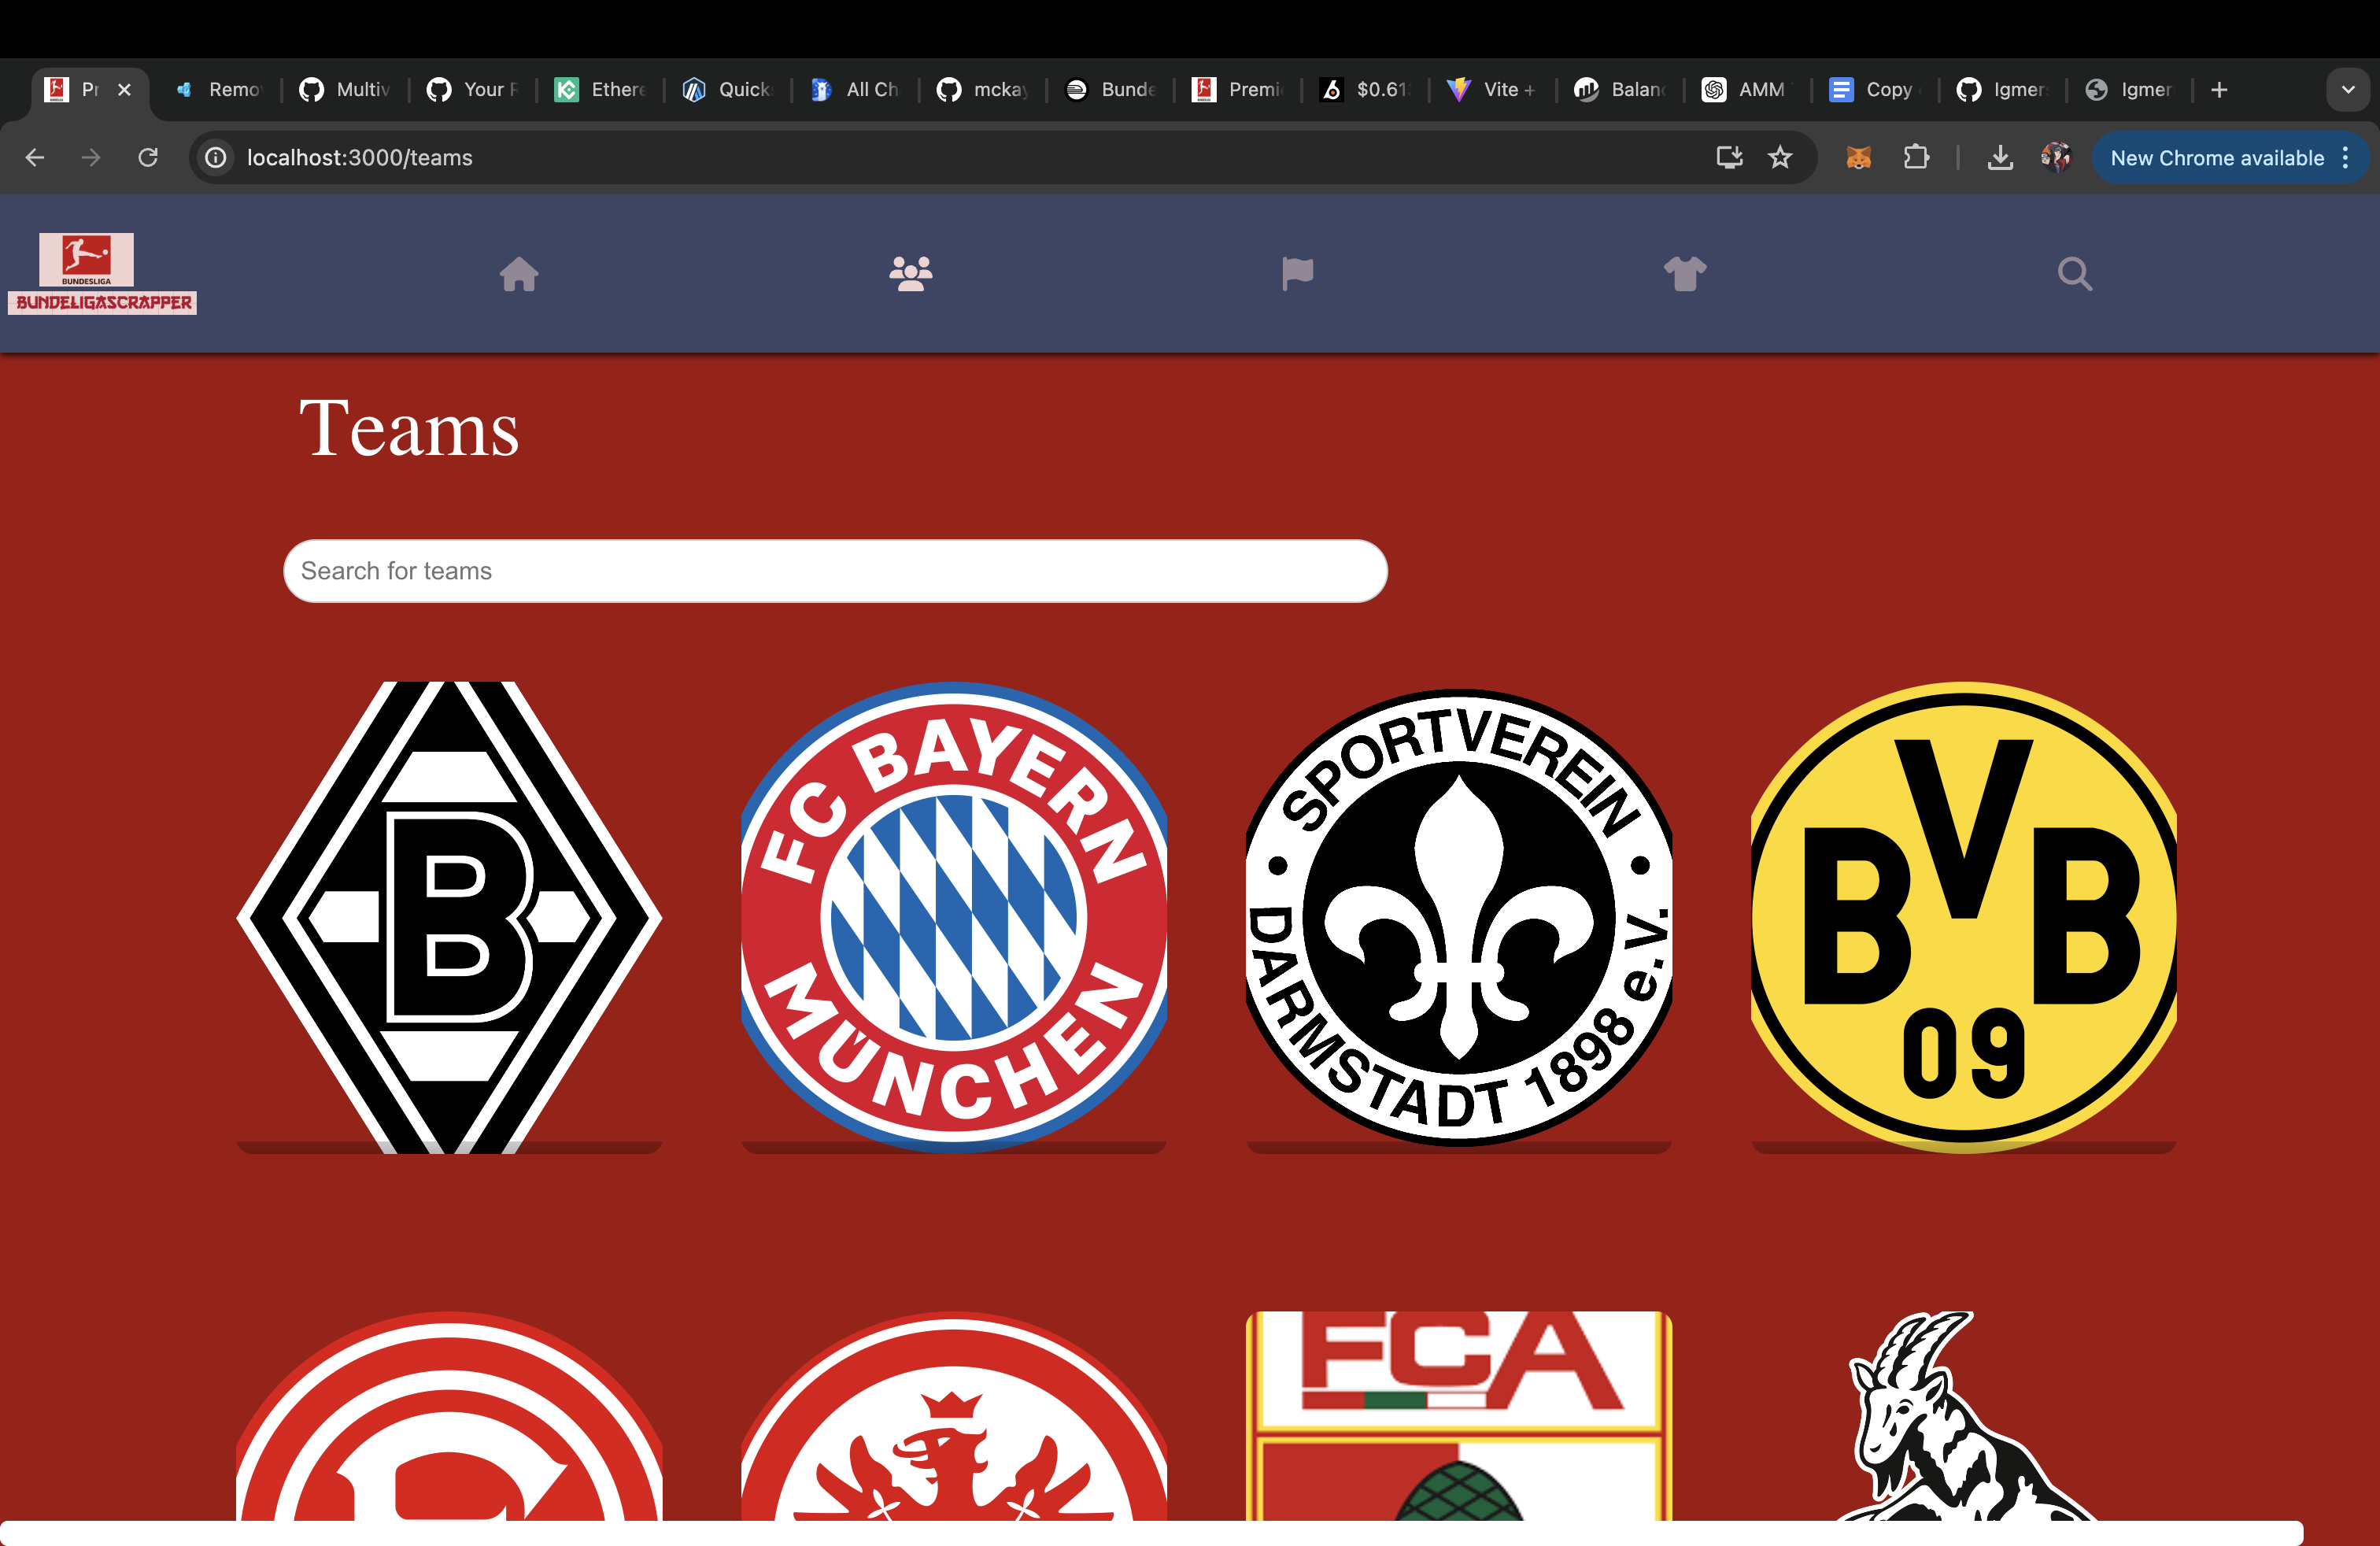 Pr
Remo
Multiv
Your R
Ethere
Quick
All Ch
mckay
Bunde
Premi
$0.61
Vite +
Balan
AMM
Copy
Igmer
Igmer
localhost:3000/teams
New Chrome available
BUNDESLIGA
BUNDELIGASCRAPPER
Teams
Search for teams
B
FC BAYERN
MÜNCHEN
SPORTVEREIN
DARMSTADT 1898 e.V.
BVB
09
FCA